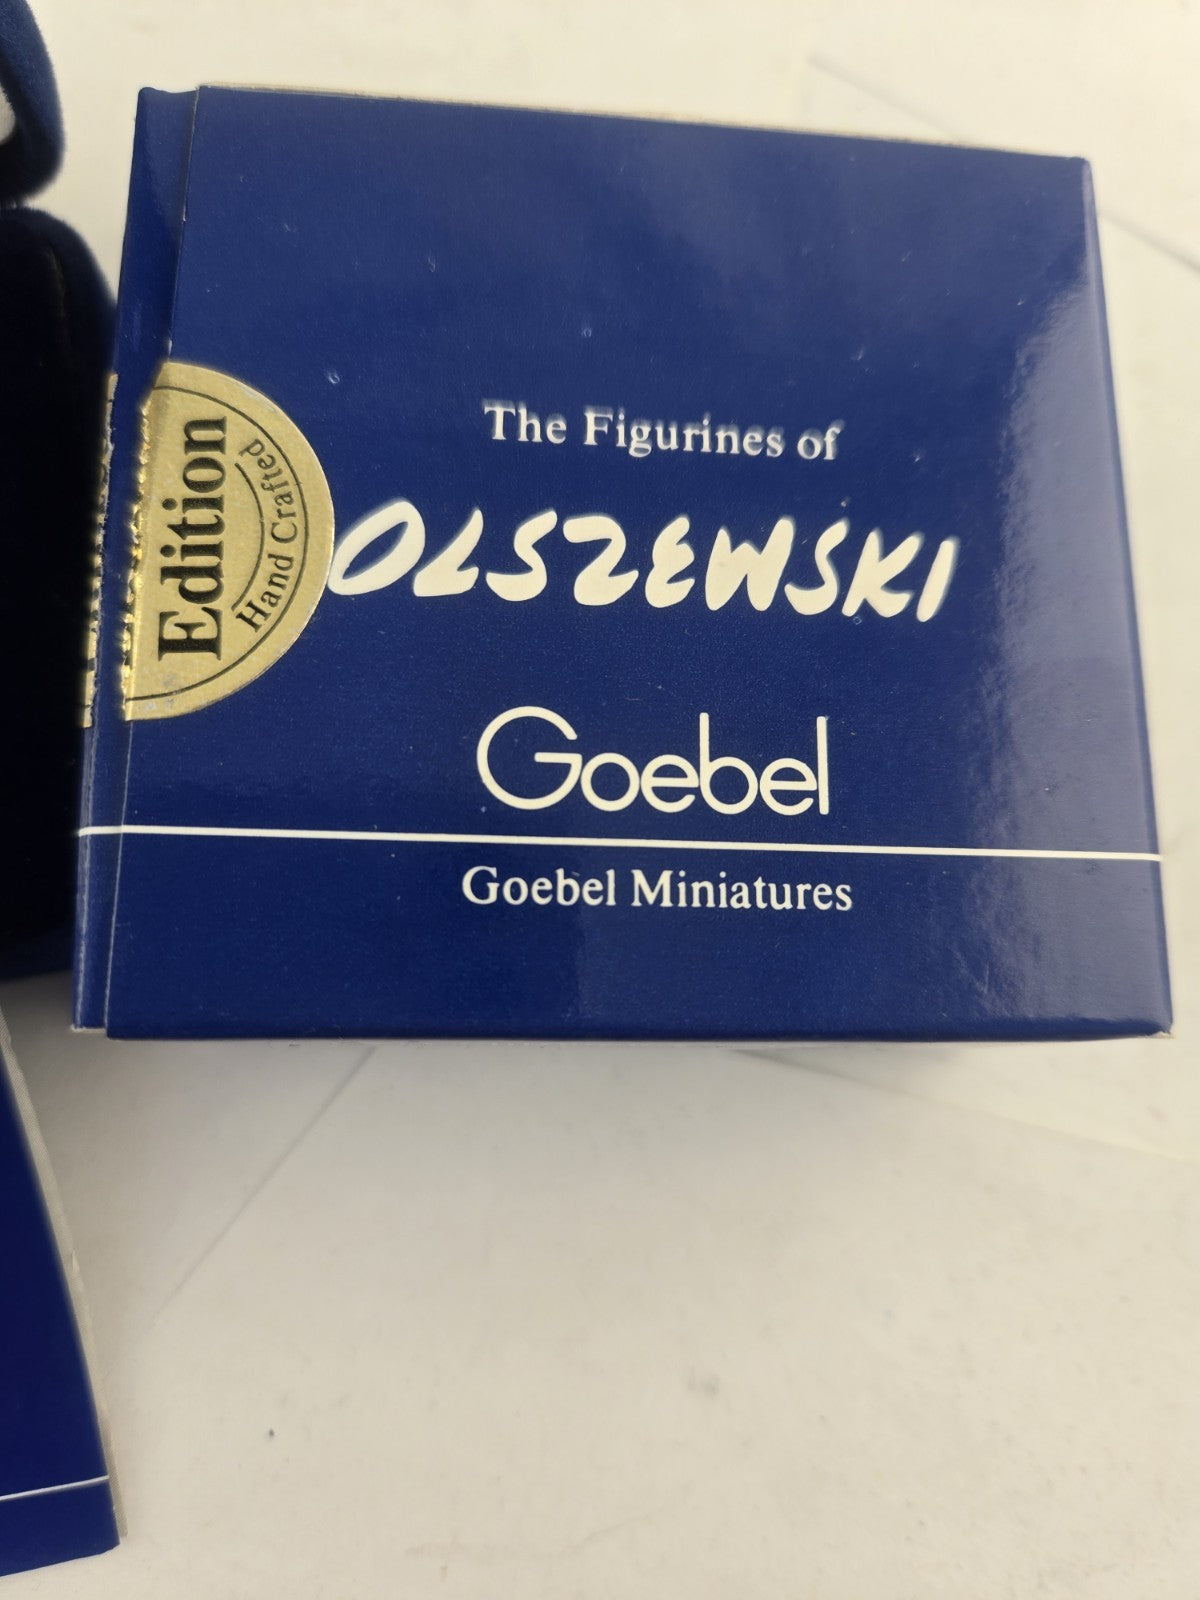 The Figurines of
OLSZEWSKI
Goebel
Goebel Miniatures
Edition
Hand Crafted